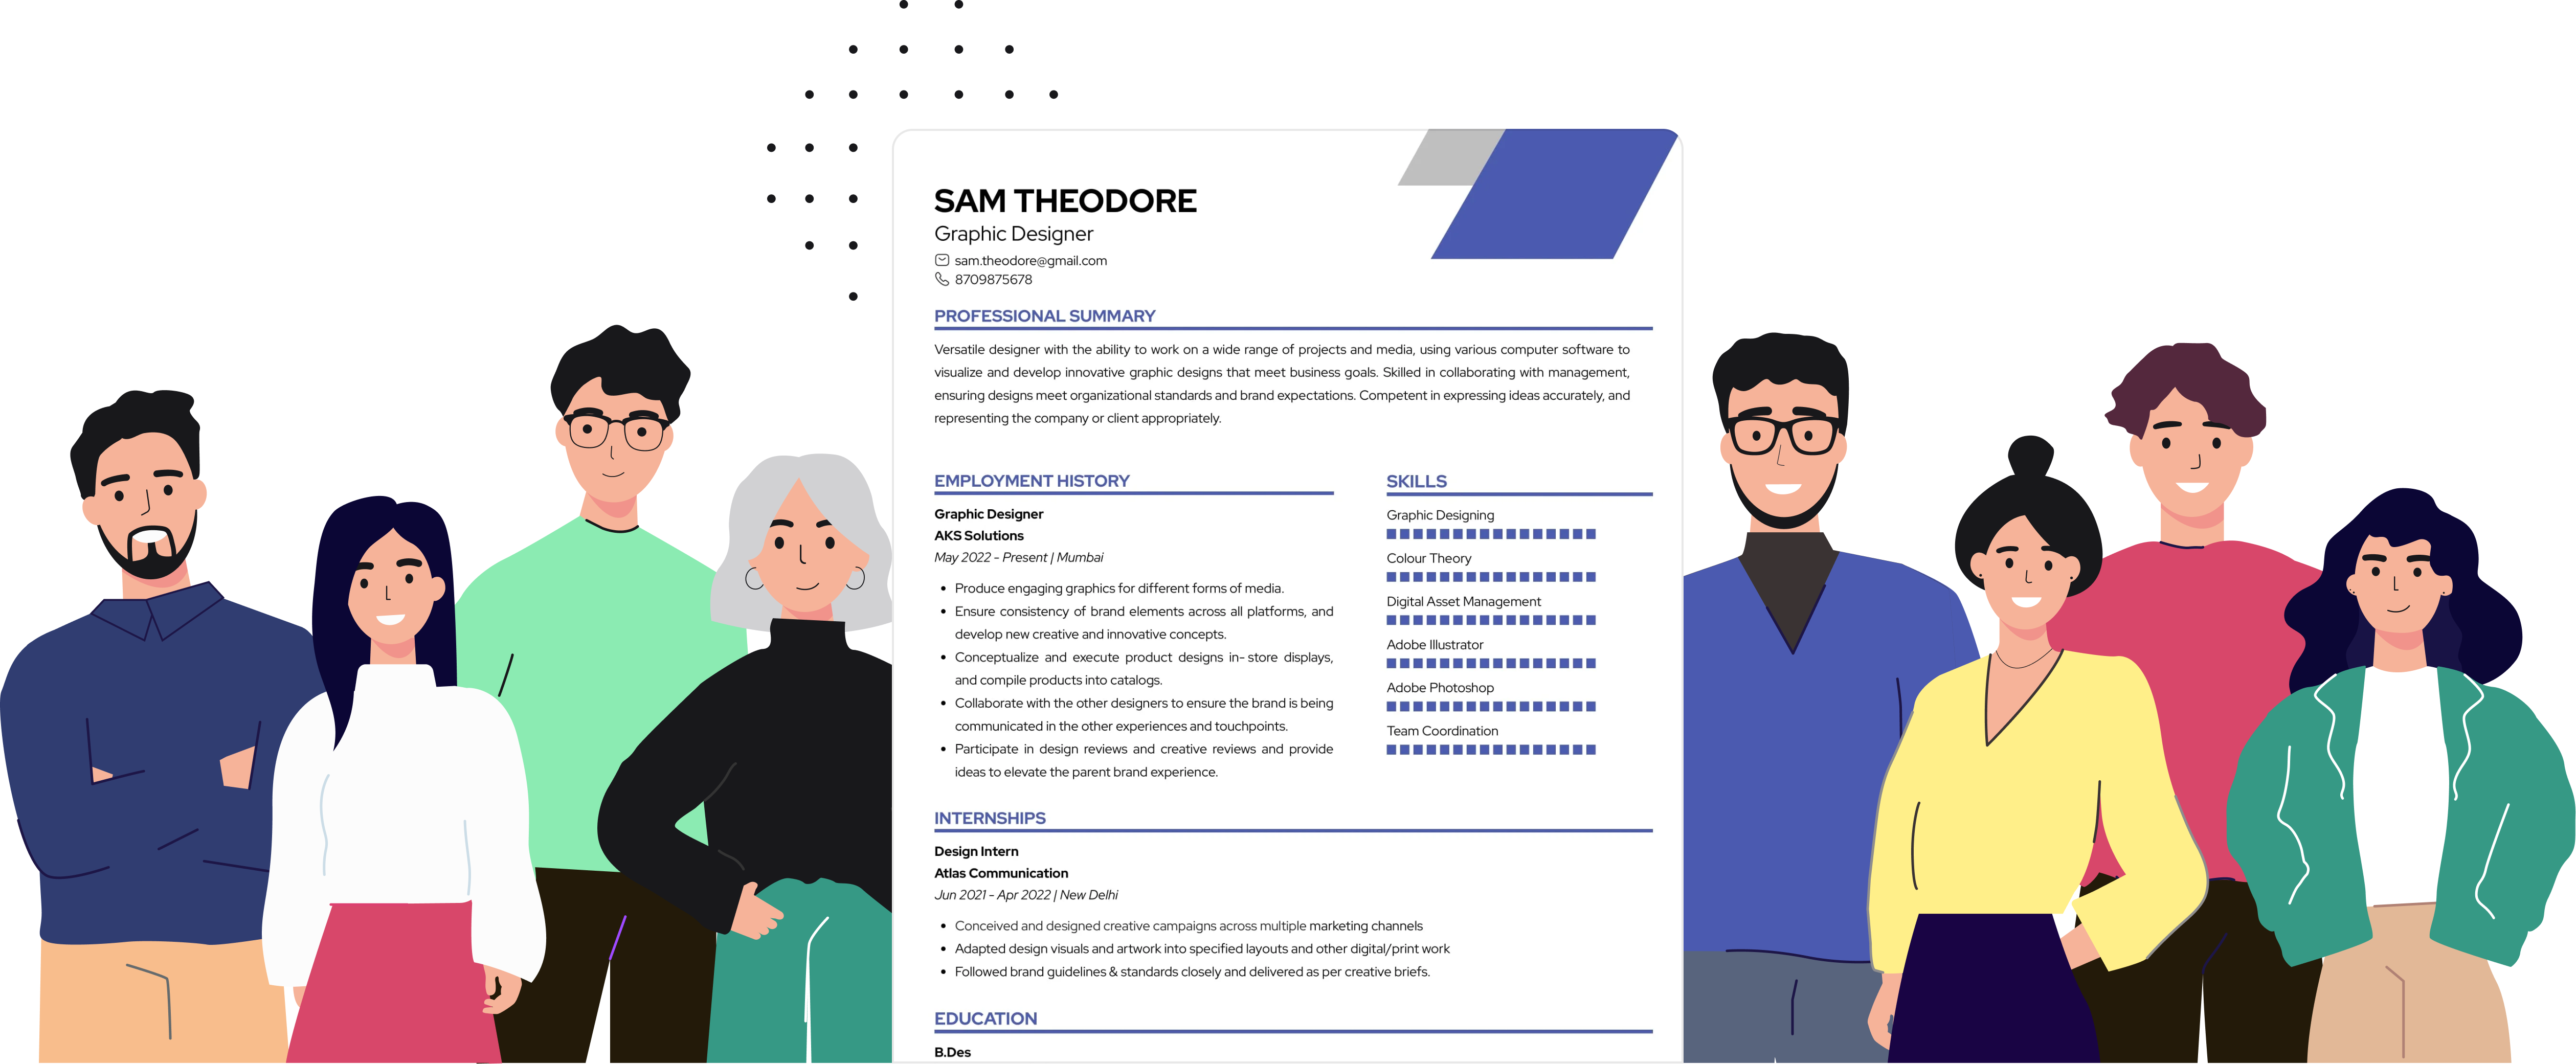 SAM THEODORE
Graphic Designer
sam.theodore@gmail.com
8709875678
PROFESSIONAL SUMMARY
Versatile designer with the ability to work on a wide range of projects and media, using various computer software to
visualize and develop innovative graphic designs that meet business goals. Skilled in collaborating with management,
ensuring designs meet organizational standards and brand expectations. Competent in expressing ideas accurately, and
representing the company or client appropriately.
EMPLOYMENT HISTORY
Graphic Designer
AKS Solutions
May 2022 - Present | Mumbai
• Produce engaging graphics for different forms of media.
• Ensure consistency of brand elements across all platforms, and
develop new creative and innovative concepts.
• Conceptualize and execute product designs in- store displays,
and compile products into catalogs.
• Collaborate with the other designers to ensure the brand is being
communicated in the other experiences and touchpoints.
• Participate in design reviews and creative reviews and provide
ideas to elevate the parent brand experience.
SKILLS
Graphic Designing
Colour Theory
Digital Asset Management
Adobe Illustrator
Adobe Photoshop
Team Coordination
INTERNSHIPS
Design Intern
Atlas Communication
Jun 2021 - Apr 2022 | New Delhi
• Conceived and designed creative campaigns across multiple marketing channels
• Adapted design visuals and artwork into specified layouts and other digital/print work
• Followed brand guidelines & standards closely and delivered as per creative briefs.
EDUCATION
B.Des